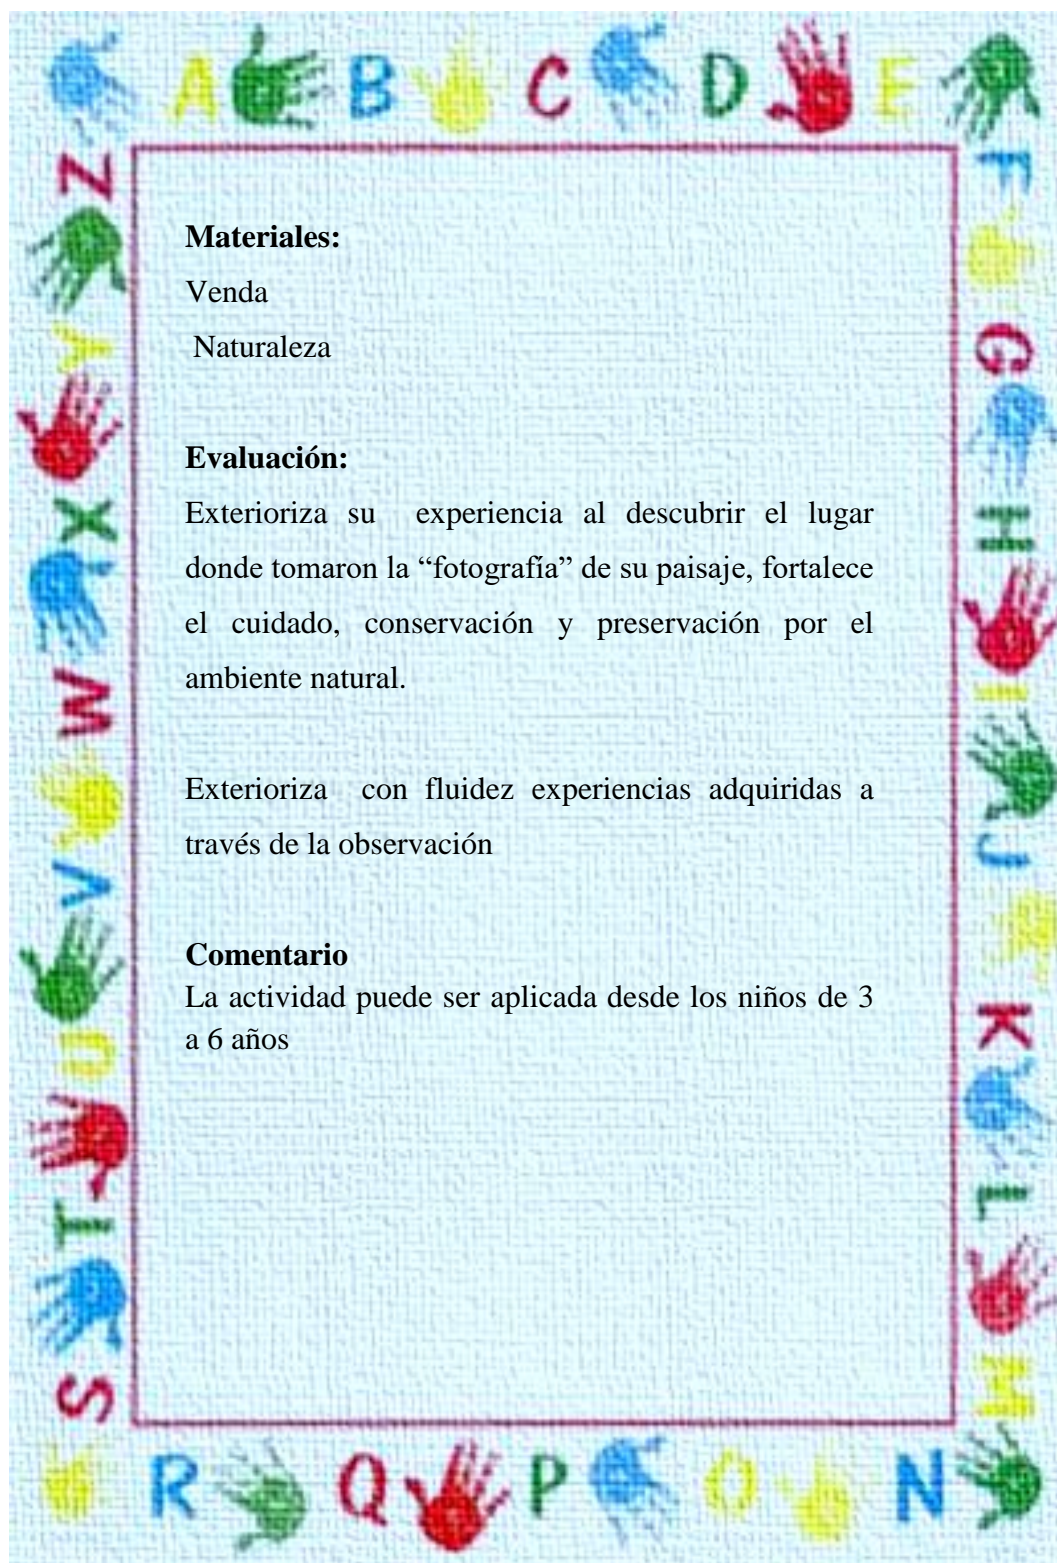 A B C D E
F
G
H
I
J
K
L
M
N
O
P
Q
R
S
T
U
V
W
X
Y
Z
Materiales:
Venda
Naturaleza
Evaluación:
Exterioriza su experiencia al descubrir el lugar
donde tomaron la “fotografía” de su paisaje, fortalece
el cuidado, conservación y preservación por el
ambiente natural.
Exterioriza con fluidez experiencias adquiridas a
través de la observación
Comentario
La actividad puede ser aplicada desde los niños de 3
a 6 años